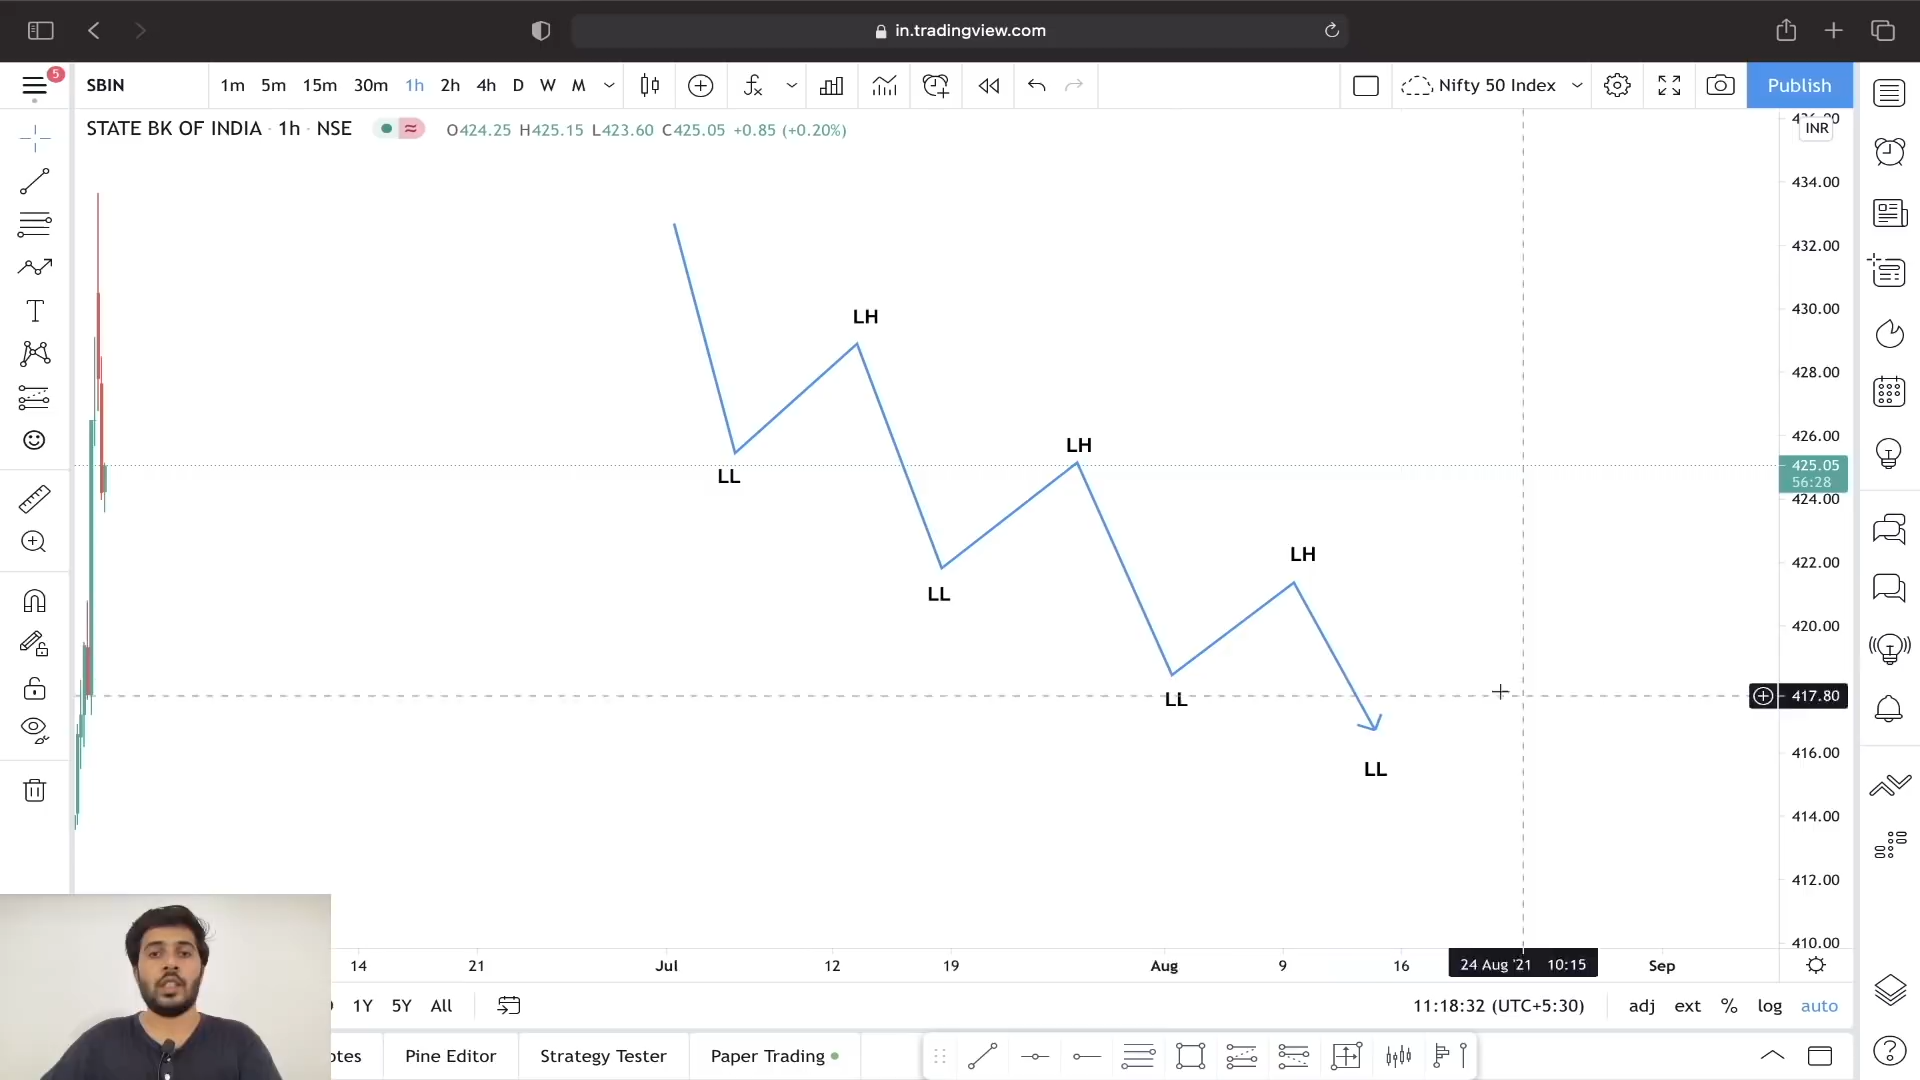 in.tradingview.com
5
SBIN
1m 5m 15m 30m 1h 2h 4h D W M
Nifty 50 Index
Publish
STATE BK OF INDIA · 1h · NSE
O424.25 H425.15 L423.60 C425.05 +0.85 (+0.20%)
INR
434.00
432.00
430.00
428.00
426.00
425.05
56:28
424.00
422.00
420.00
417.80
416.00
414.00
412.00
410.00
LH
LL
LH
LL
LH
LL
LL
14 21 Jul 12 19 Aug 9 16 24 Aug '21 10:15 Sep
1Y 5Y All
11:18:32 (UTC+5:30) adj ext % log auto
Pine Editor Strategy Tester Paper Trading